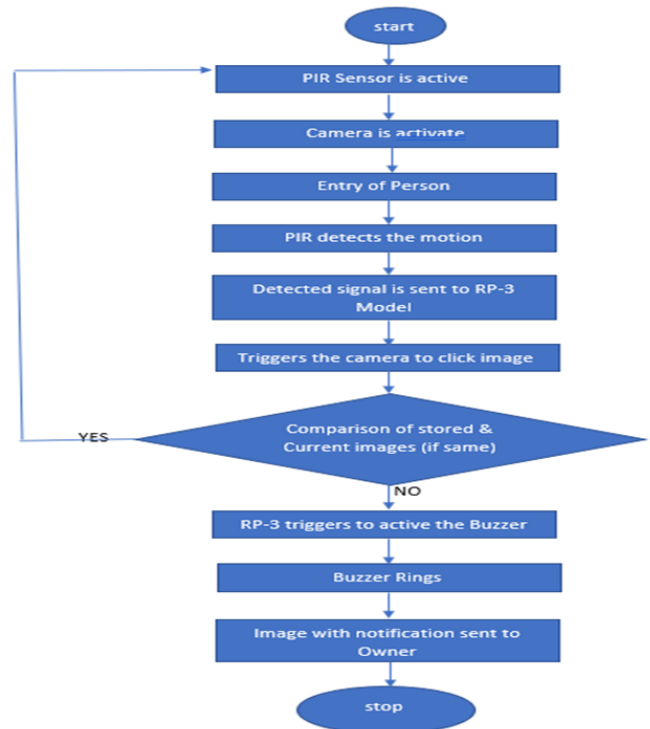 start
PIR Sensor is active
Camera is activate
Entry of Person
PIR detects the motion
Detected signal is sent to RP-3
Model
Triggers the camera to click image
Comparison of stored &
Current images (if same)
YES
NO
RP-3 triggers to active the Buzzer
Buzzer Rings
Image with notification sent to
Owner
stop